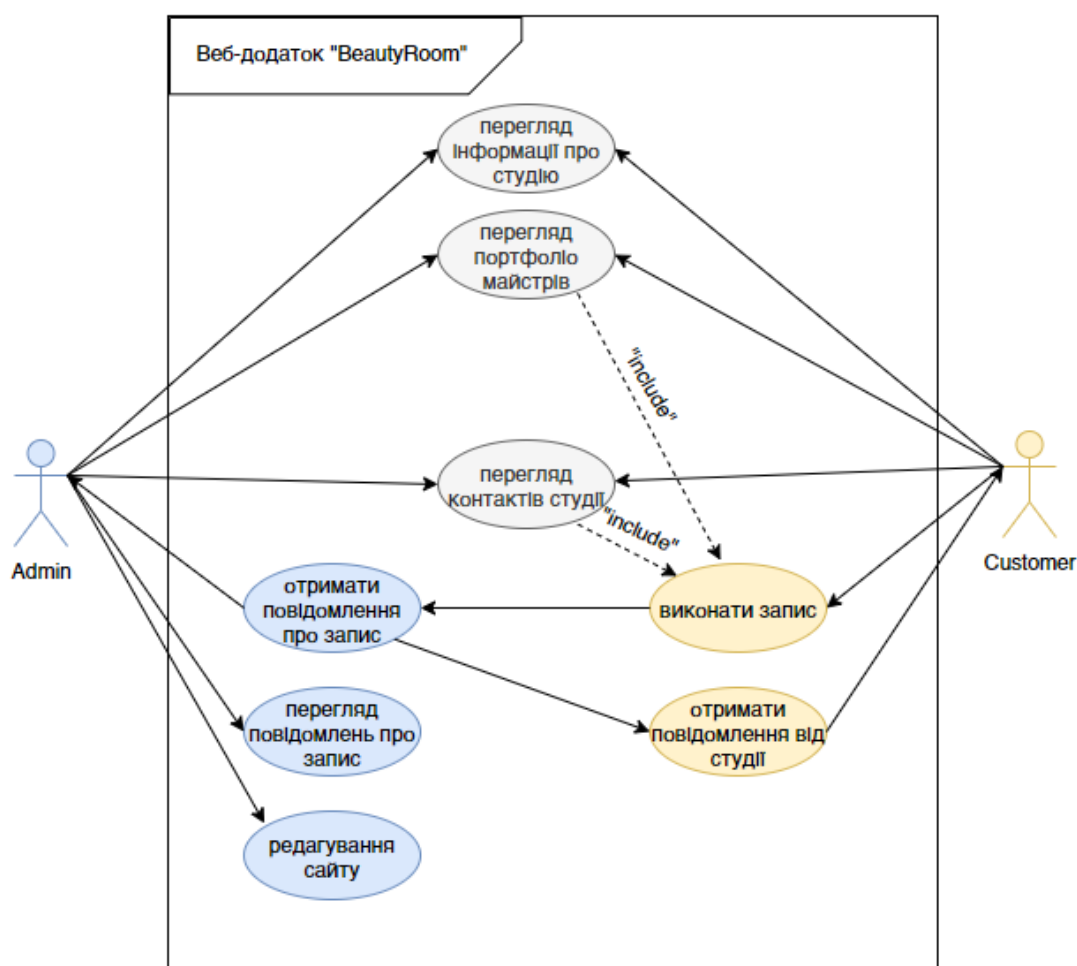 Веб-додаток "BeautyRoom"
перегляд
інформації про
студію
перегляд
портфоліо
майстрів
"include"
перегляд
контактів студії
"include"
Admin
Customer
отримати
повідомлення
про запис
виконати запис
перегляд
повідомлень про
запис
отримати
повідомлення від
студії
редагування
сайту